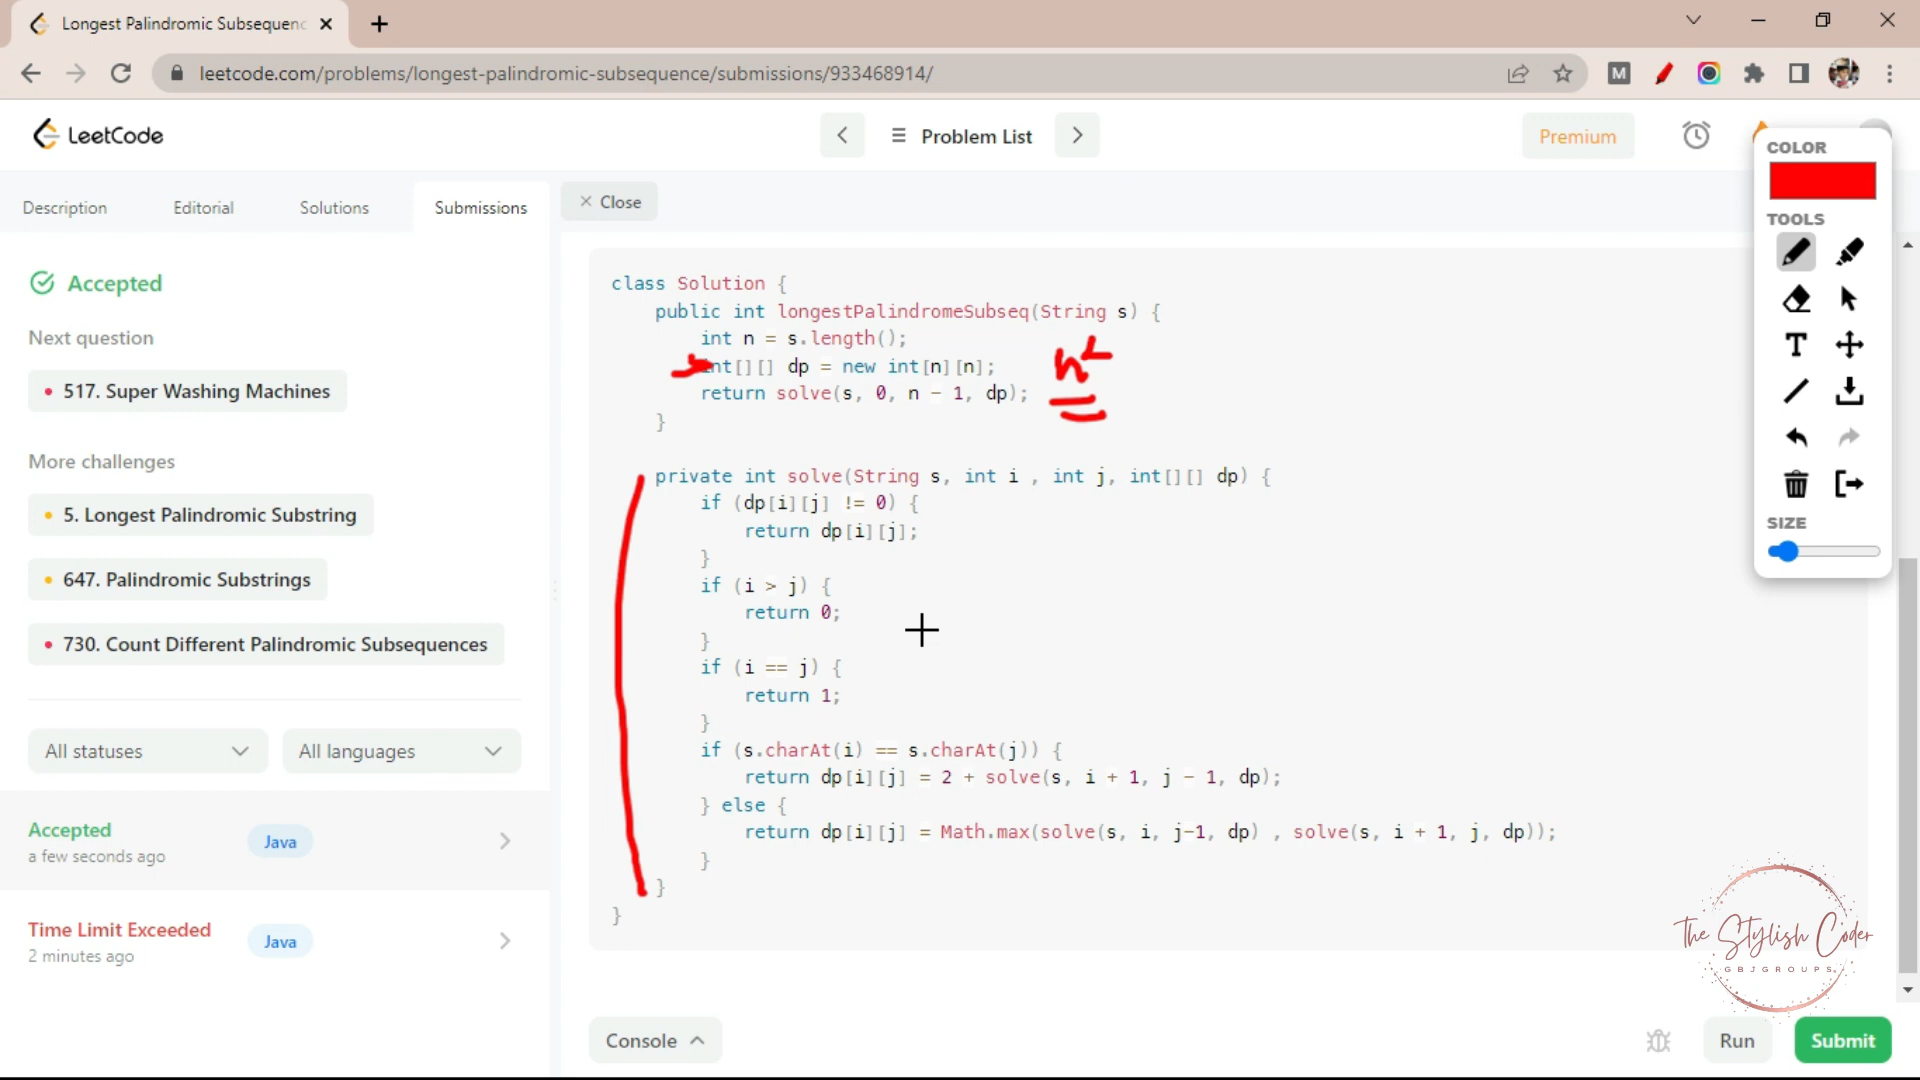 Longest Palindromic Subsequenc
leetcode.com/problems/longest-palindromic-subsequence/submissions/933468914/
M
LeetCode
Problem List
Premium
Description
Editorial
Solutions
Submissions
Close
Accepted
Next question
517. Super Washing Machines
More challenges
5. Longest Palindromic Substring
647. Palindromic Substrings
730. Count Different Palindromic Subsequences
All statuses
All languages
Accepted
a few seconds ago
Java
Time Limit Exceeded
2 minutes ago
Java
class Solution {
public int longestPalindromeSubseq(String s) {
int n = s.length();
int[][] dp = new int[n][n];
return solve(s, 0, n - 1, dp);
}
n²
private int solve(String s, int i , int j, int[][] dp) {
if (dp[i][j] != 0) {
return dp[i][j];
}
if (i > j) {
return 0;
}
if (i == j) {
return 1;
}
if (s.charAt(i) == s.charAt(j)) {
return dp[i][j] = 2 + solve(s, i + 1, j - 1, dp);
} else {
return dp[i][j] = Math.max(solve(s, i, j-1, dp) , solve(s, i + 1, j, dp));
}
}
}
COLOR
TOOLS
T
SIZE
The Stylish Coder
GBJGROUPS
Console
Run
Submit